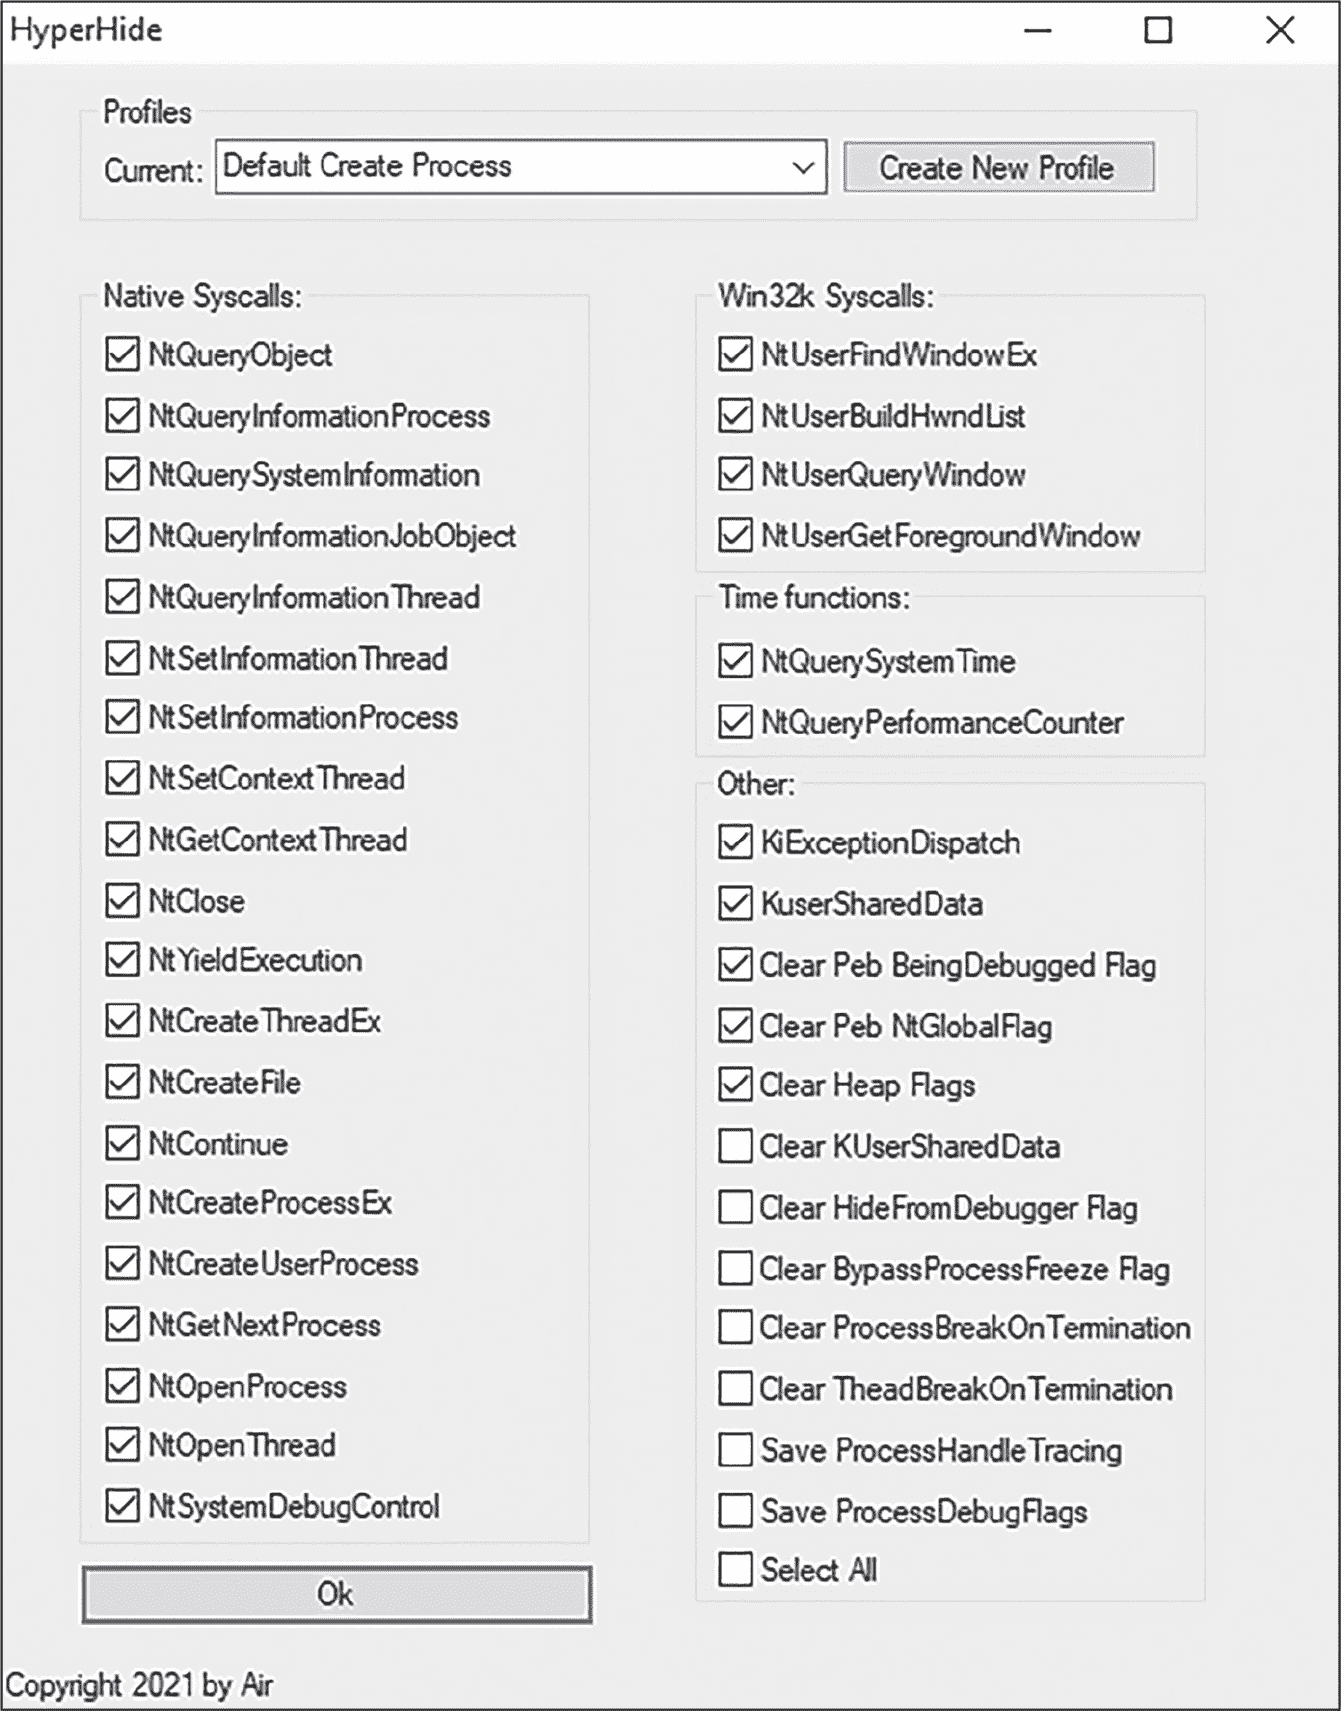 HyperHide
Profiles
Current: Default Create Process Create New Profile
Native Syscalls:
NtQueryObject
NtQueryInformationProcess
NtQuerySystemInformation
NtQueryInformationJobObject
NtQueryInformationThread
NtSetInformationThread
NtSetInformationProcess
NtSetContextThread
NtGetContextThread
NtClose
NtYieldExecution
NtCreateThreadEx
NtCreateFile
NtContinue
NtCreateProcessEx
NtCreateUserProcess
NtGetNextProcess
NtOpenProcess
NtOpenThread
NtSystemDebugControl
Ok
Win32k Syscalls:
NtUserFindWindowEx
NtUserBuildHwndList
NtUserQueryWindow
NtUserGetForegroundWindow
Time functions:
NtQuerySystemTime
NtQueryPerformanceCounter
Other:
KiExceptionDispatch
KuserSharedData
Clear Peb BeingDebugged Flag
Clear Peb NtGlobalFlag
Clear Heap Flags
Clear KUserSharedData
Clear HideFromDebugger Flag
Clear BypassProcessFreeze Flag
Clear ProcessBreakOnTermination
Clear TheadBreakOnTermination
Save ProcessHandleTracing
Save ProcessDebugFlags
Select All
Copyright 2021 by Air